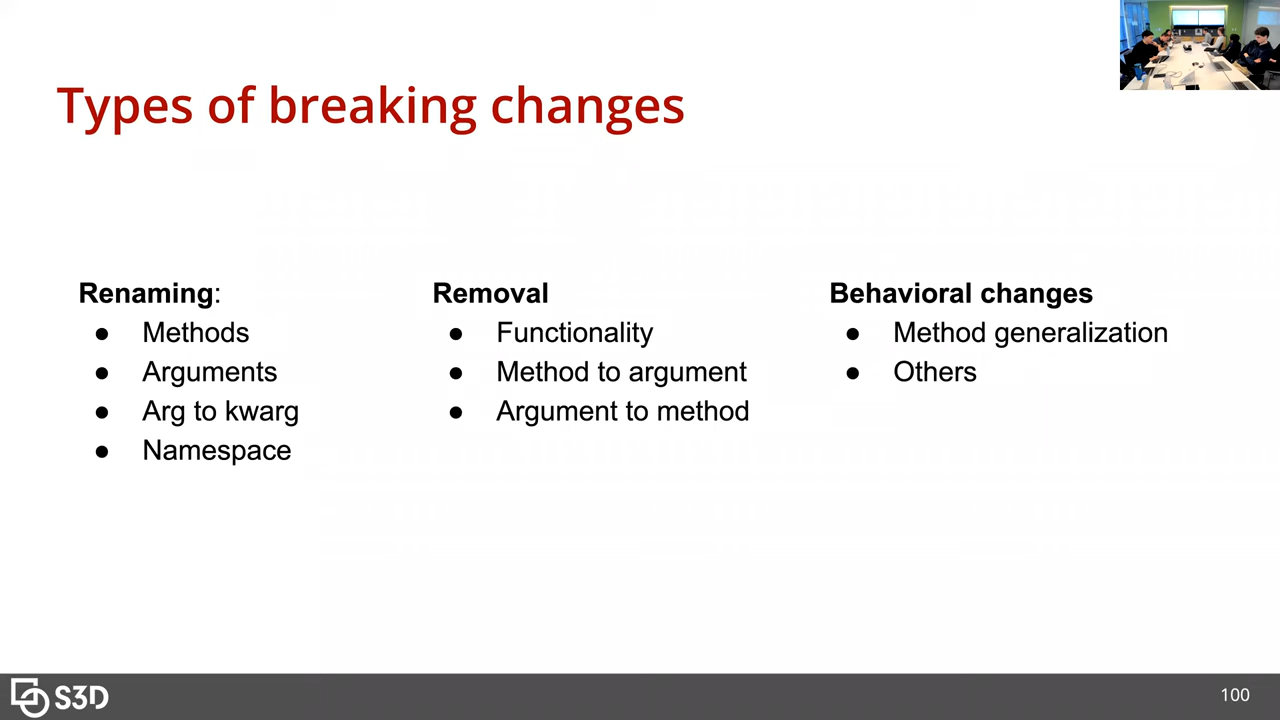 Types of breaking changes
Renaming:
● Methods
● Arguments
● Arg to kwarg
● Namespace
Removal
● Functionality
● Method to argument
● Argument to method
Behavioral changes
● Method generalization
● Others
S3D
100